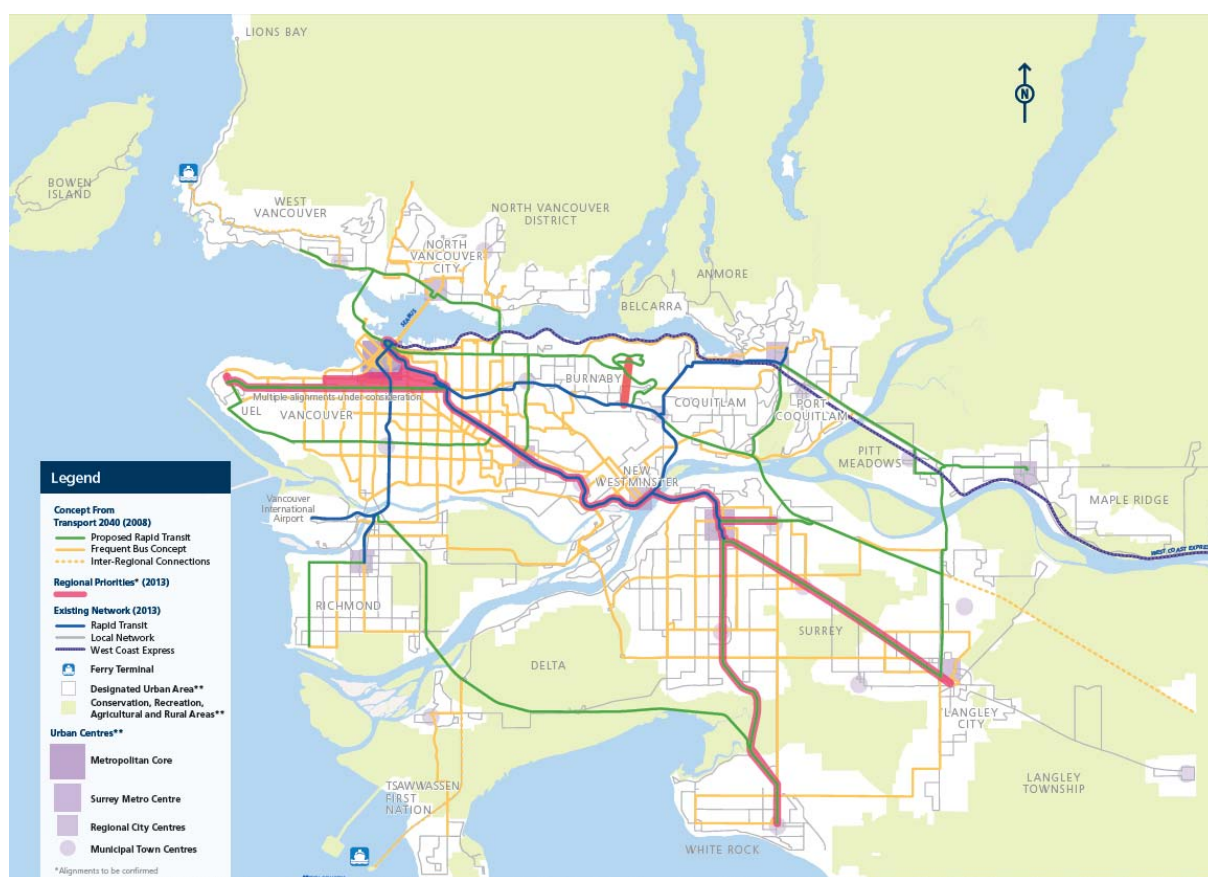 LIONS BAY
N
BOWEN
ISLAND
WEST
VANCOUVER
NORTH VANCOUVER
DISTRICT
NORTH
VANCOUVER
CITY
ANMORE
BELCARRA
SEABUS
BURNABY
Multiple alignments under consideration
UEL
VANCOUVER
COQUITLAM
PORT
COQUITLAM
PITT
MEADOWS
MAPLE RIDGE
NEW
WESTMINSTER
Vancouver
International
Airport
WEST COAST EXPRESS
RICHMOND
SURREY
DELTA
LANGLEY
CITY
LANGLEY
TOWNSHIP
TSAWWASSEN
FIRST
NATION
WHITE ROCK
Legend
Concept From
Transport 2040 (2008)
Proposed Rapid Transit
Frequent Bus Concept
Inter-Regional Connections
Regional Priorities* (2013)
Existing Network (2013)
Rapid Transit
Local Network
West Coast Express
Ferry Terminal
Designated Urban Area**
Conservation, Recreation,
Agricultural and Rural Areas**
Urban Centres**
Metropolitan Core
Surrey Metro Centre
Regional City Centres
Municipal Town Centres
*Alignments to be confirmed